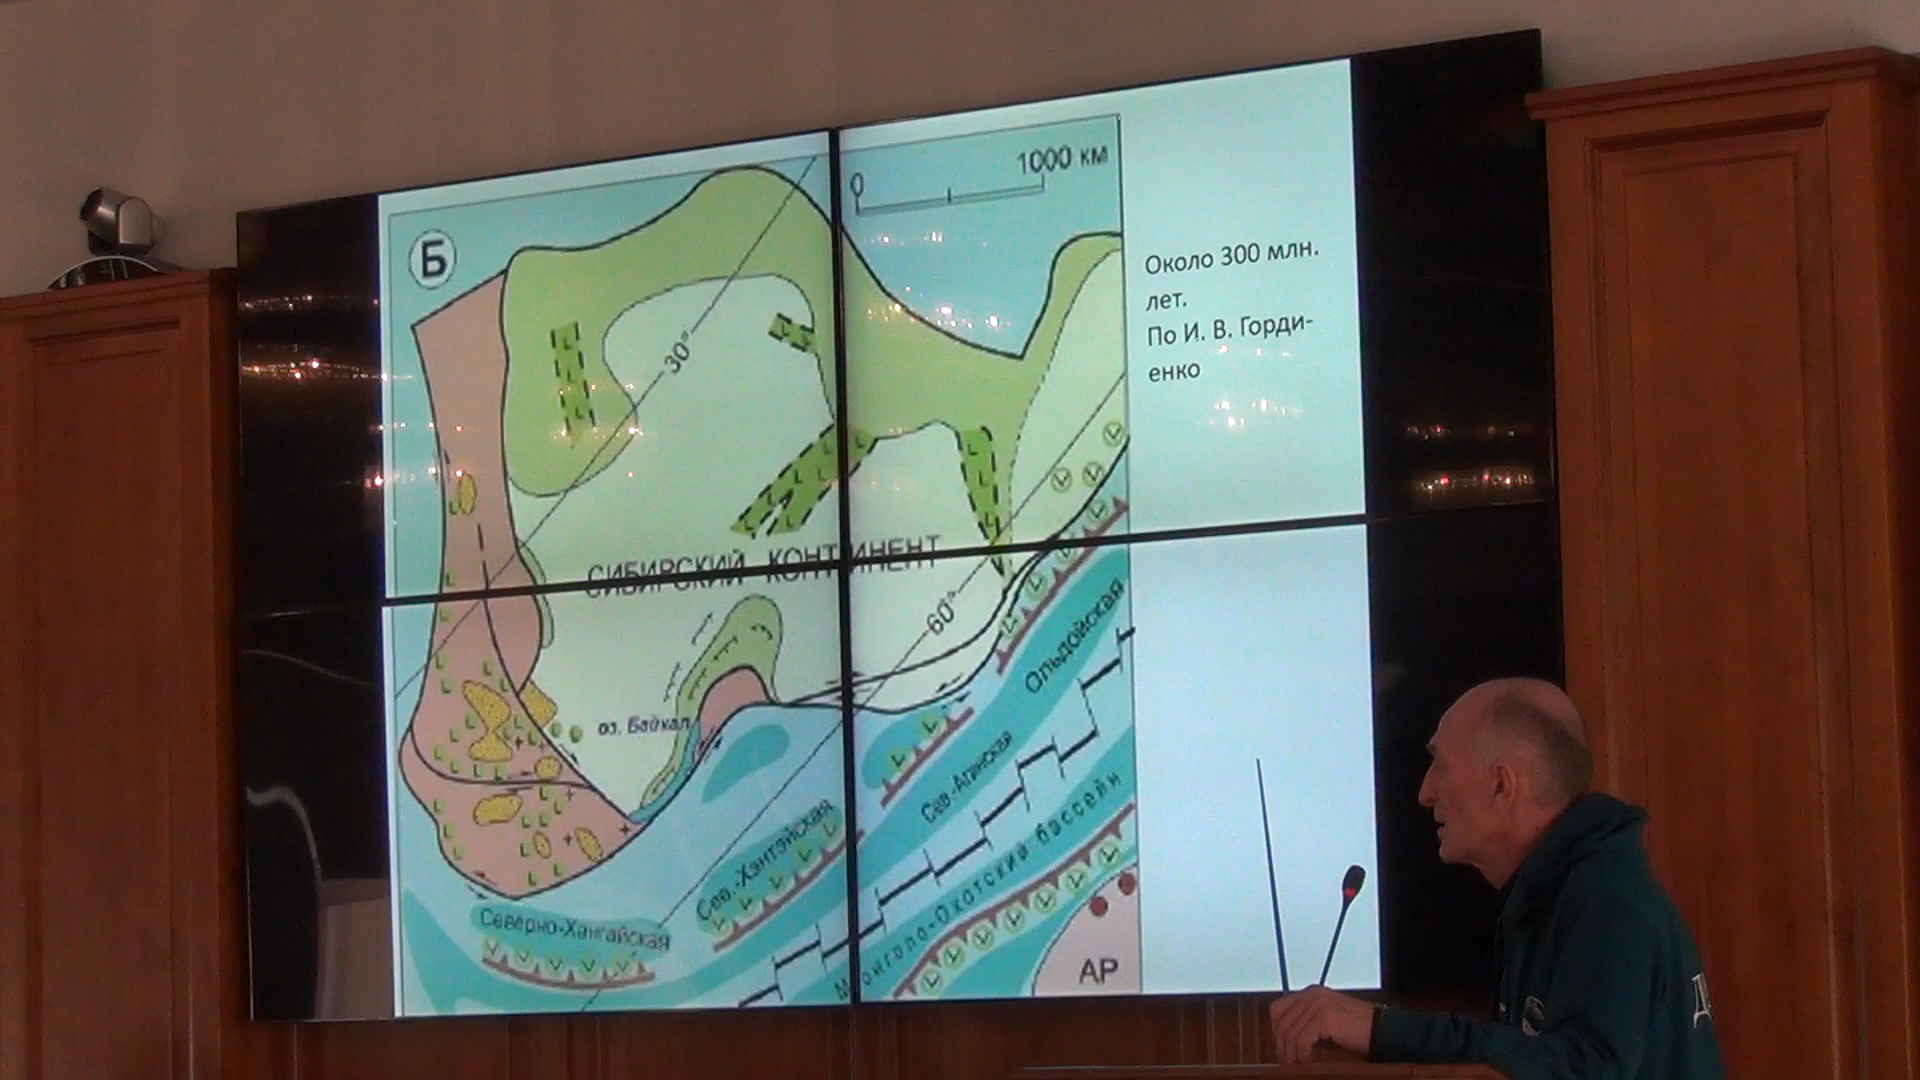 Б
0
1000 км
30°
Около 300 млн.
лет.
По И. В. Горди-
енко
СИБИРСКИЙ КОНТИНЕНТ
60°
оз. Байкал
Ольдойская
Сев.-Агинская
Сев.-Хэнтэйская
Северно-Хангайская
Монголо-Охотский бассейн
АР